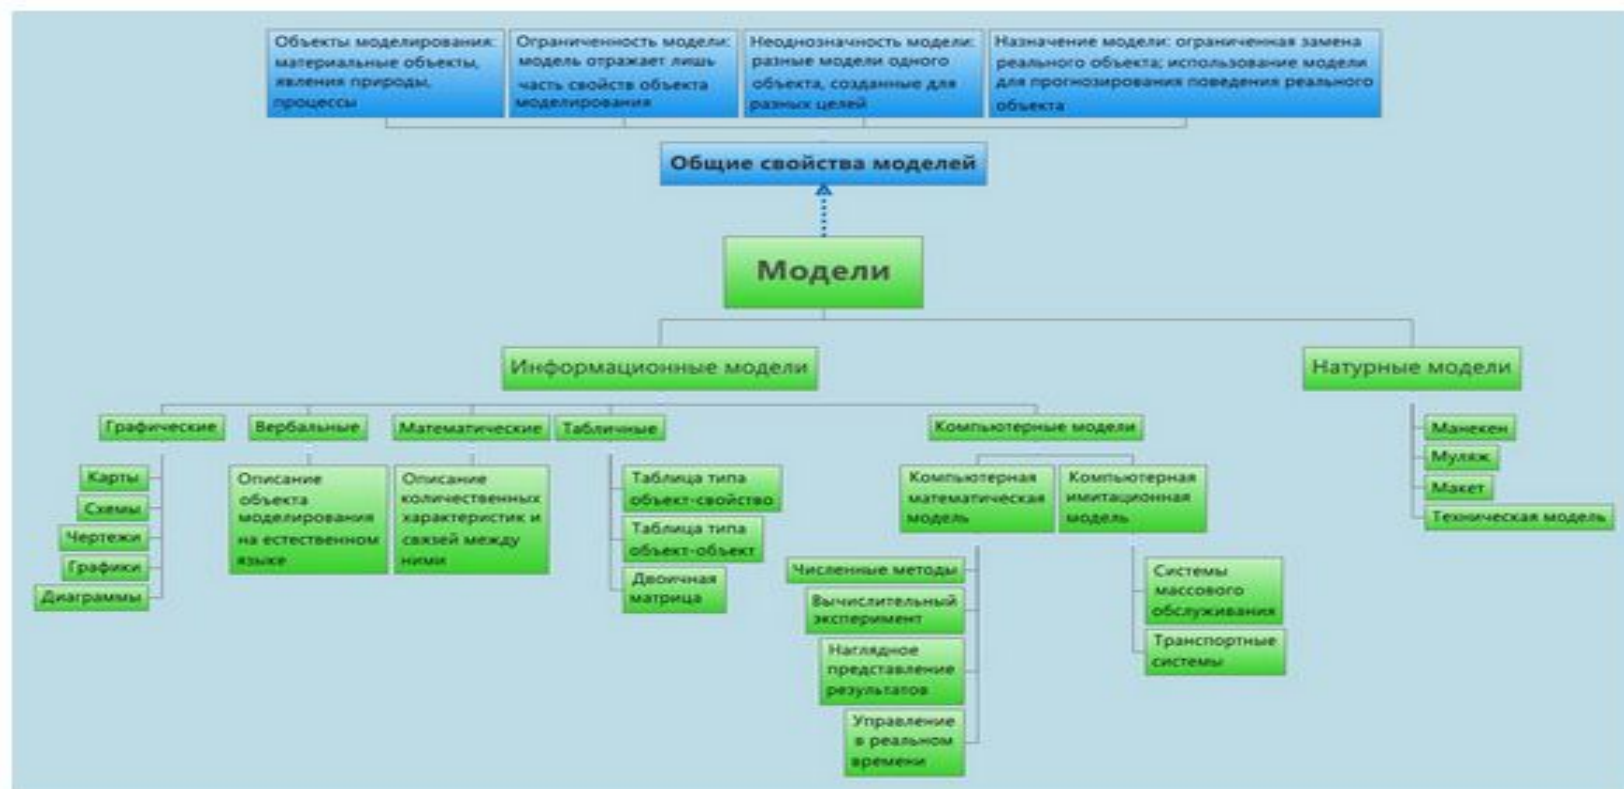 Объекты моделирования:
материальные объекты,
явления природы,
процессы
Ограниченность модели:
модель отражает лишь
часть свойств объекта
моделирования
Неоднозначность модели:
разные модели одного
объекта, созданные для
разных целей
Назначение модели: ограниченная замена
реального объекта; использование модели
для прогнозирования поведения реального
объекта
Общие свойства моделей
Модели
Информационные модели
Натурные модели
Графические
Вербальные
Математические
Табличные
Компьютерные модели
Карты
Схемы
Чертежи
Графики
Диаграммы
Описание
объекта
моделирования
на естественном
языке
Описание
количественных
характеристик и
связей между
ними
Таблица типа
объект-свойство
Таблица типа
объект-объект
Двоичная
матрица
Компьютерная
математическая
модель
Компьютерная
имитационная
модель
Численные методы
Вычислительный
эксперимент
Наглядное
представление
результатов
Управление
в реальном
времени
Системы
массового
обслуживания
Транспортные
системы
Манекен
Муляж
Макет
Техническая модель